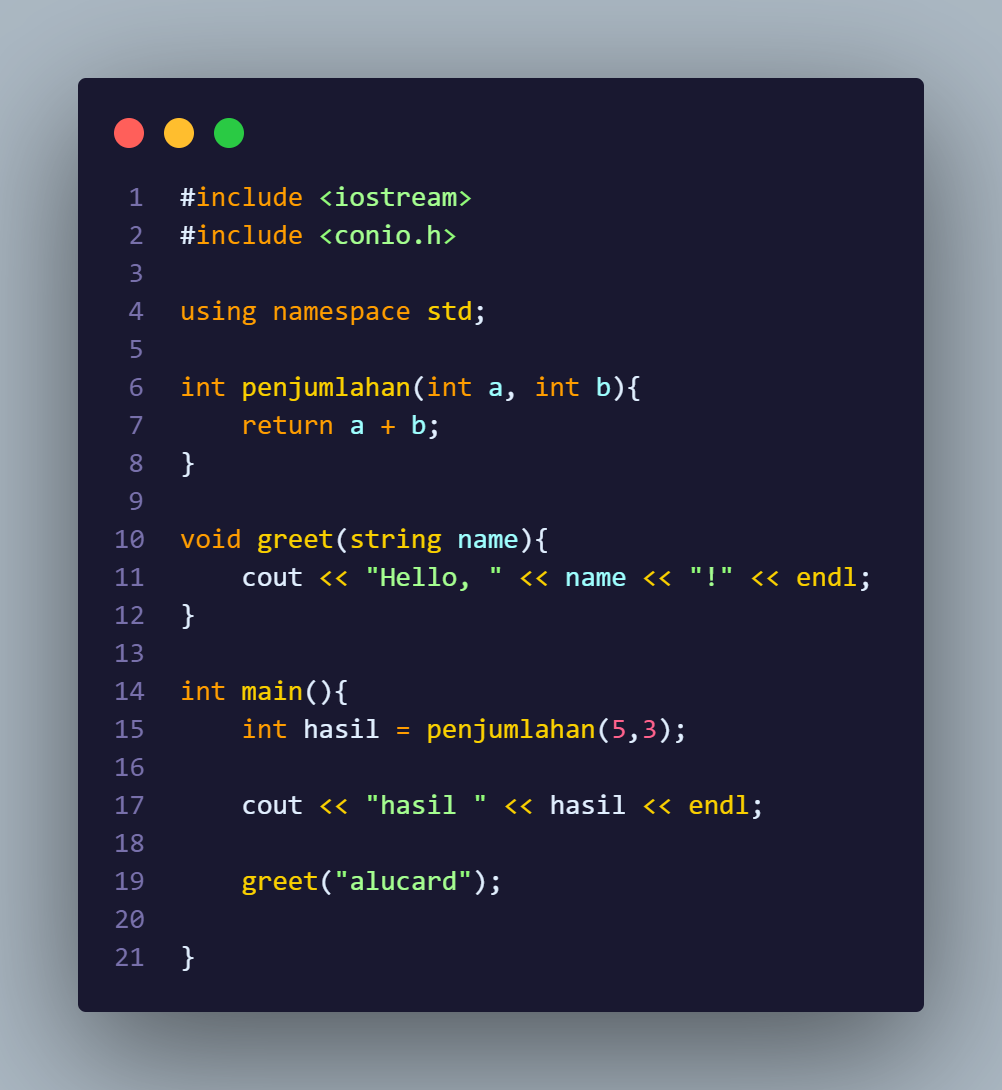 1 #include <iostream>
2 #include <conio.h>
3
4 using namespace std;
5
6 int penjumlahan(int a, int b){
7     return a + b;
8 }
9
10 void greet(string name){
11     cout << "Hello, " << name << "!" << endl;
12 }
13
14 int main(){
15     int hasil = penjumlahan(5,3);
16
17     cout << "hasil " << hasil << endl;
18
19     greet("alucard");
20
21 }